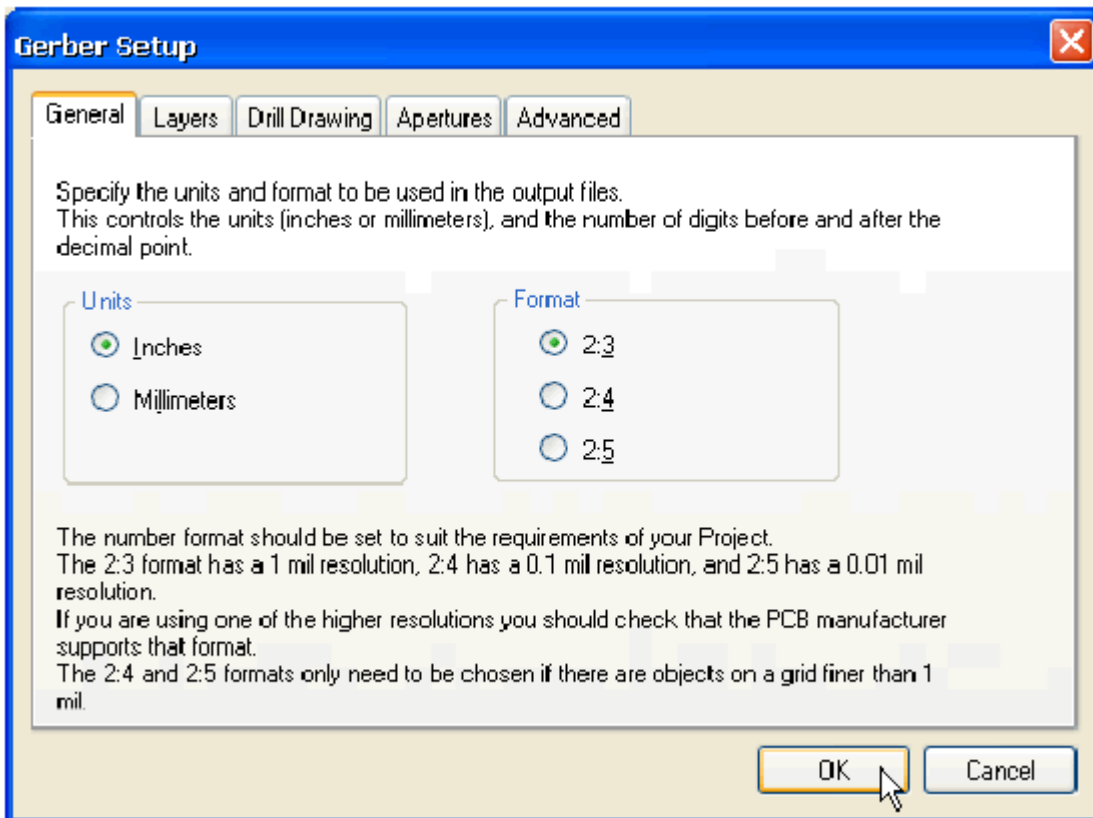 Gerber Setup
General Layers Drill Drawing Apertures Advanced
Specify the units and format to be used in the output files.
This controls the units (inches or millimeters), and the number of digits before and after the
decimal point.
Units
Inches
Millimeters
Format
2:3
2:4
2:5
The number format should be set to suit the requirements of your Project.
The 2:3 format has a 1 mil resolution, 2:4 has a 0.1 mil resolution, and 2:5 has a 0.01 mil
resolution.
If you are using one of the higher resolutions you should check that the PCB manufacturer
supports that format.
The 2:4 and 2:5 formats only need to be chosen if there are objects on a grid finer than 1
mil.
OK Cancel